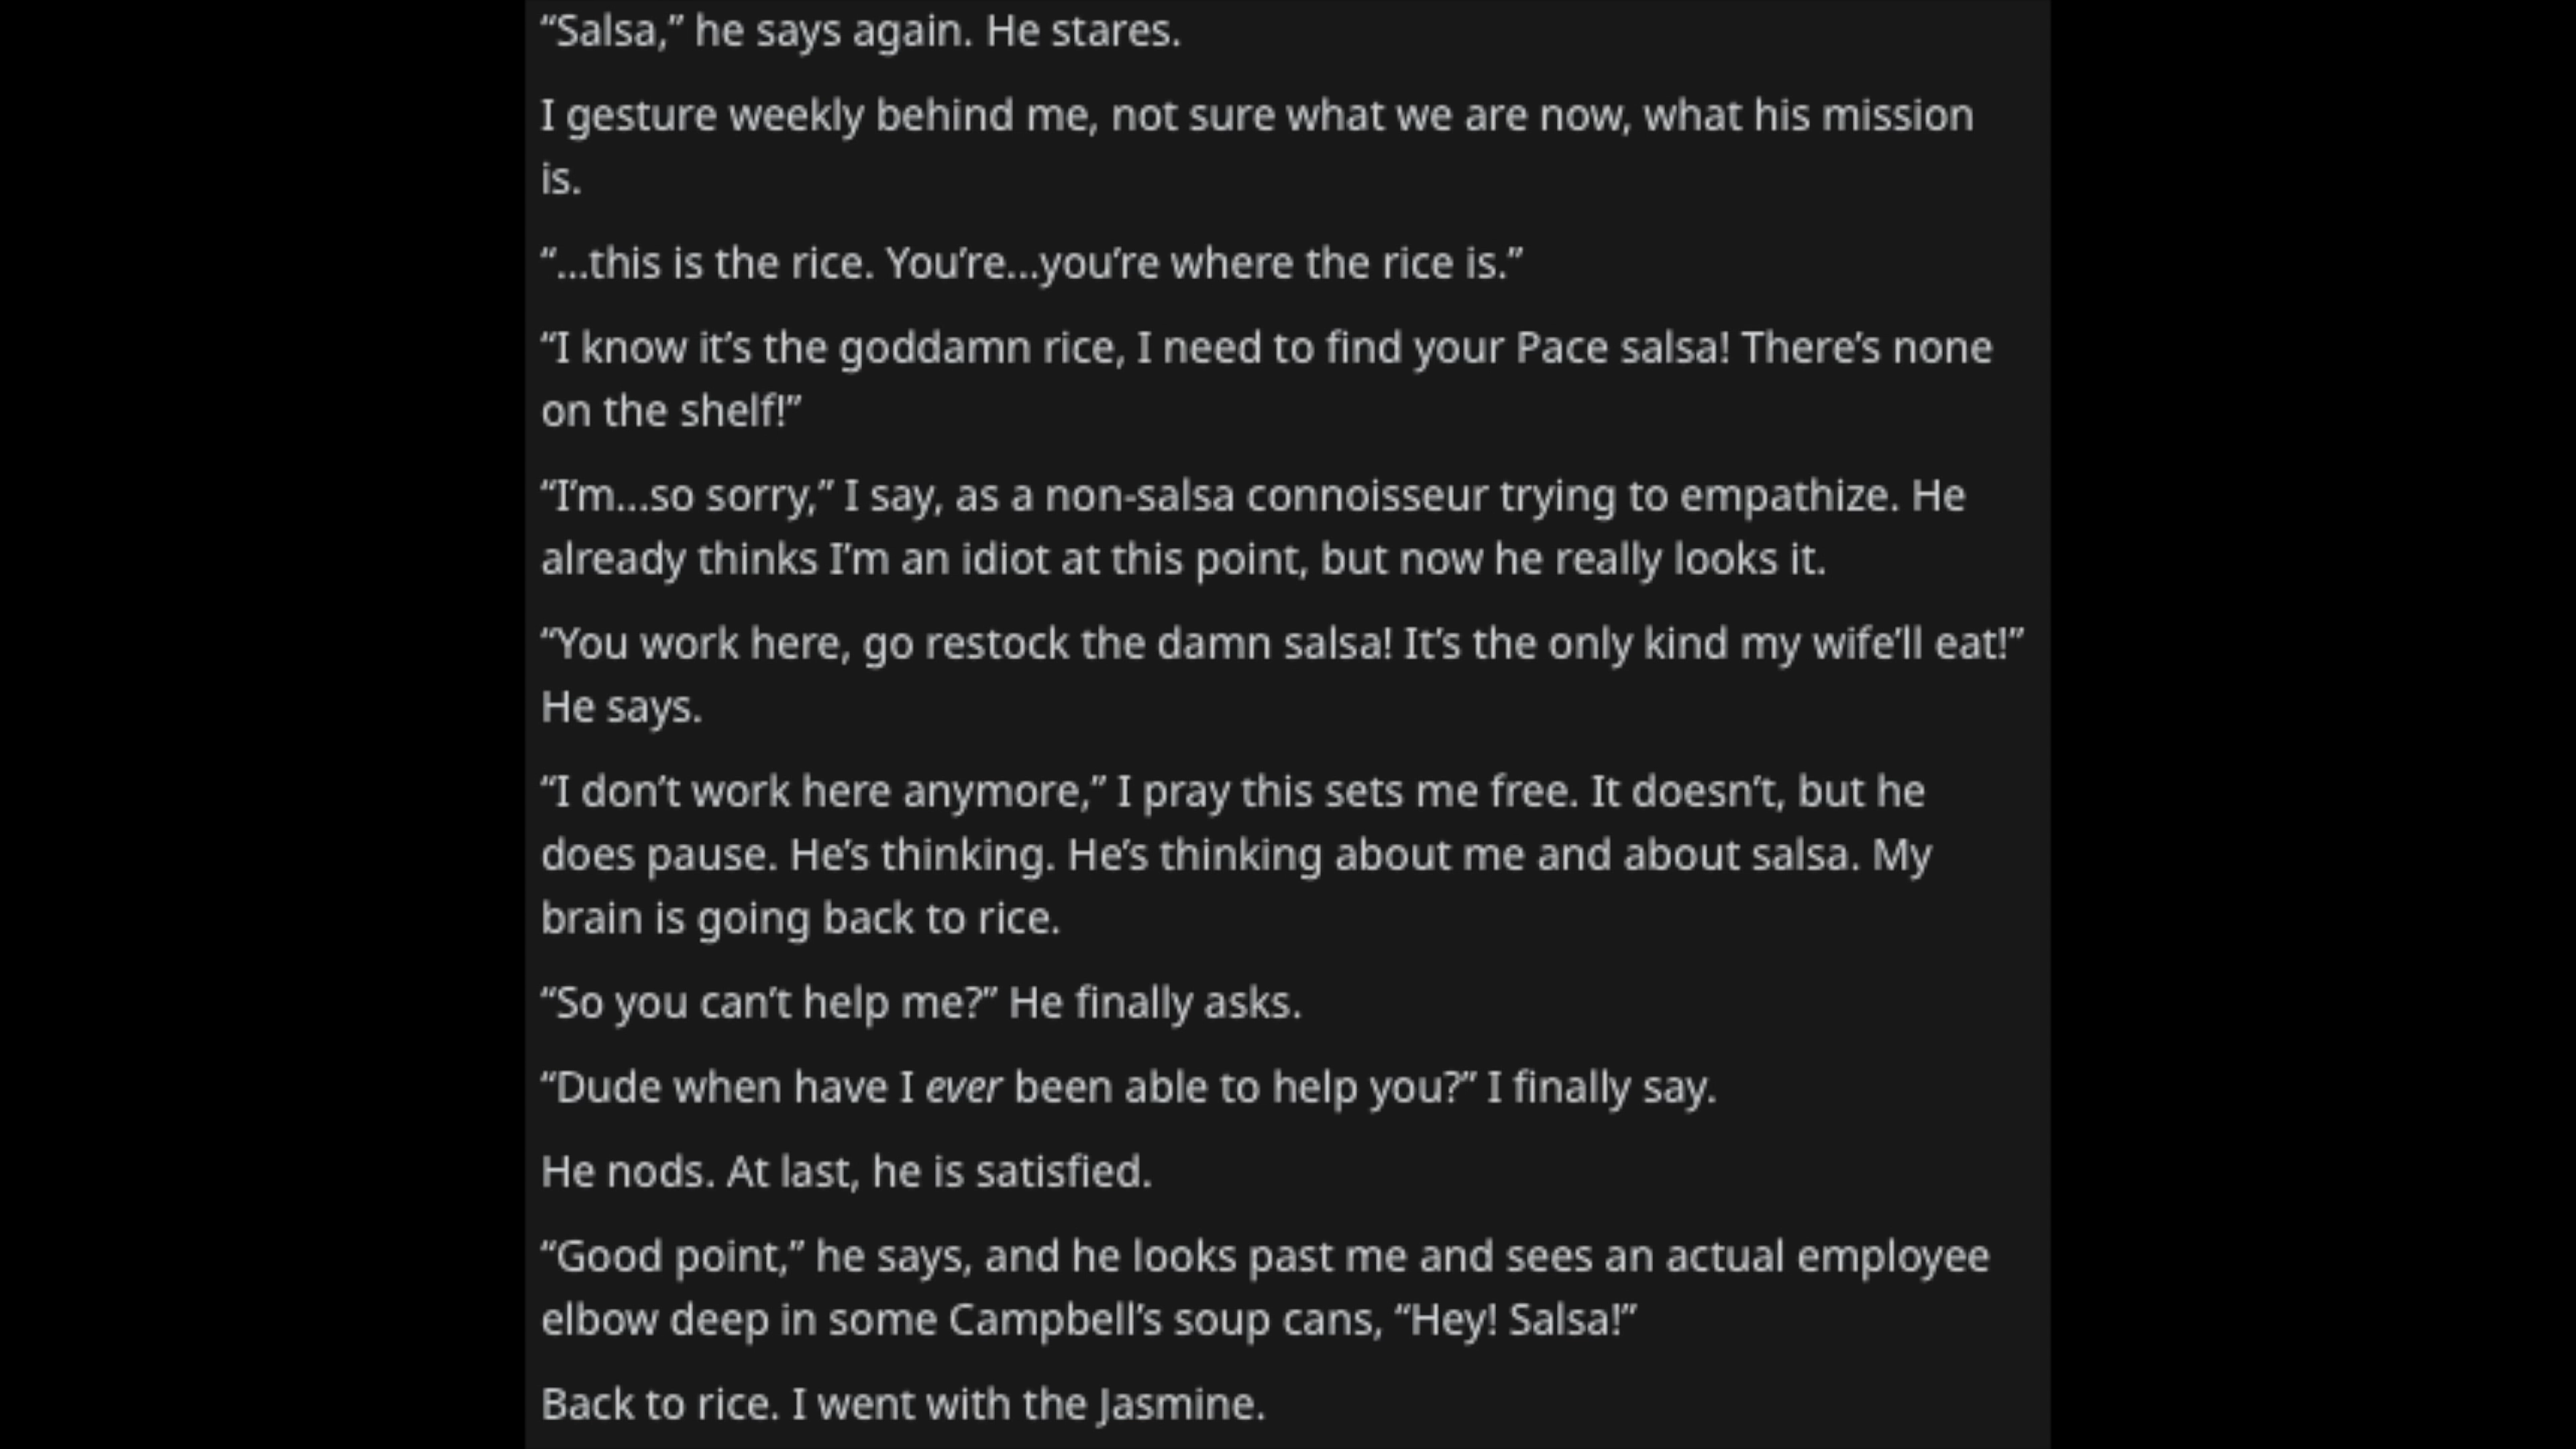 “Salsa,” he says again. He stares.
I gesture weekly behind me, not sure what we are now, what his mission
is.
“...this is the rice. You’re...you’re where the rice is.”
“I know it’s the goddamn rice, I need to find your Pace salsa! There’s none
on the shelf!”
“I’m...so sorry,” I say, as a non-salsa connoisseur trying to empathize. He
already thinks I’m an idiot at this point, but now he really looks it.
“You work here, go restock the damn salsa! It’s the only kind my wife’ll eat!”
He says.
“I don’t work here anymore,” I pray this sets me free. It doesn’t, but he
does pause. He’s thinking. He’s thinking about me and about salsa. My
brain is going back to rice.
“So you can’t help me?” He finally asks.
“Dude when have I ever been able to help you?” I finally say.
He nods. At last, he is satisfied.
“Good point,” he says, and he looks past me and sees an actual employee
elbow deep in some Campbell’s soup cans, “Hey! Salsa!”
Back to rice. I went with the Jasmine.